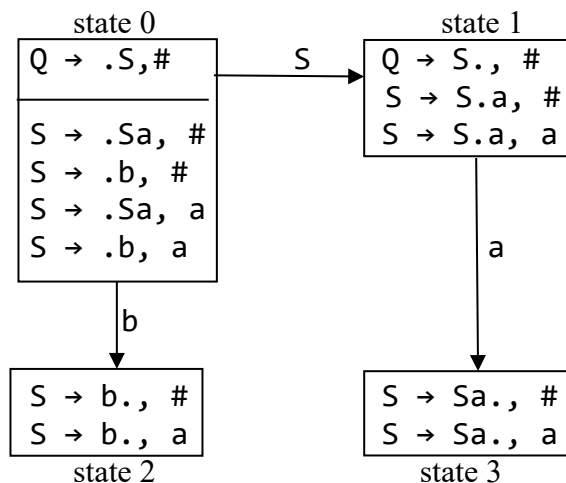 state 0
Q → .S,#
S → .Sa, #
S → .b, #
S → .Sa, a
S → .b, a
S
state 1
Q → S., #
S → S.a, #
S → S.a, a
b
a
S → b., #
S → b., a
state 2
S → Sa., #
S → Sa., a
state 3